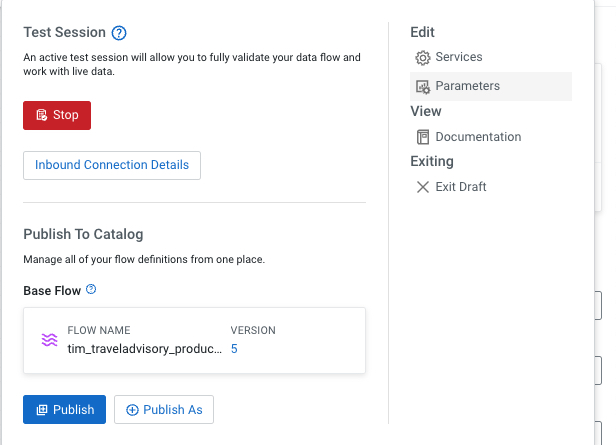 Test Session
An active test session will allow you to fully validate your data flow and
work with live data.
Stop
Inbound Connection Details
Publish To Catalog
Manage all of your flow definitions from one place.
Base Flow
FLOW NAME
VERSION
tim_traveladvisory_produc...
5
Publish
Publish As
Edit
Services
Parameters
View
Documentation
Exiting
Exit Draft